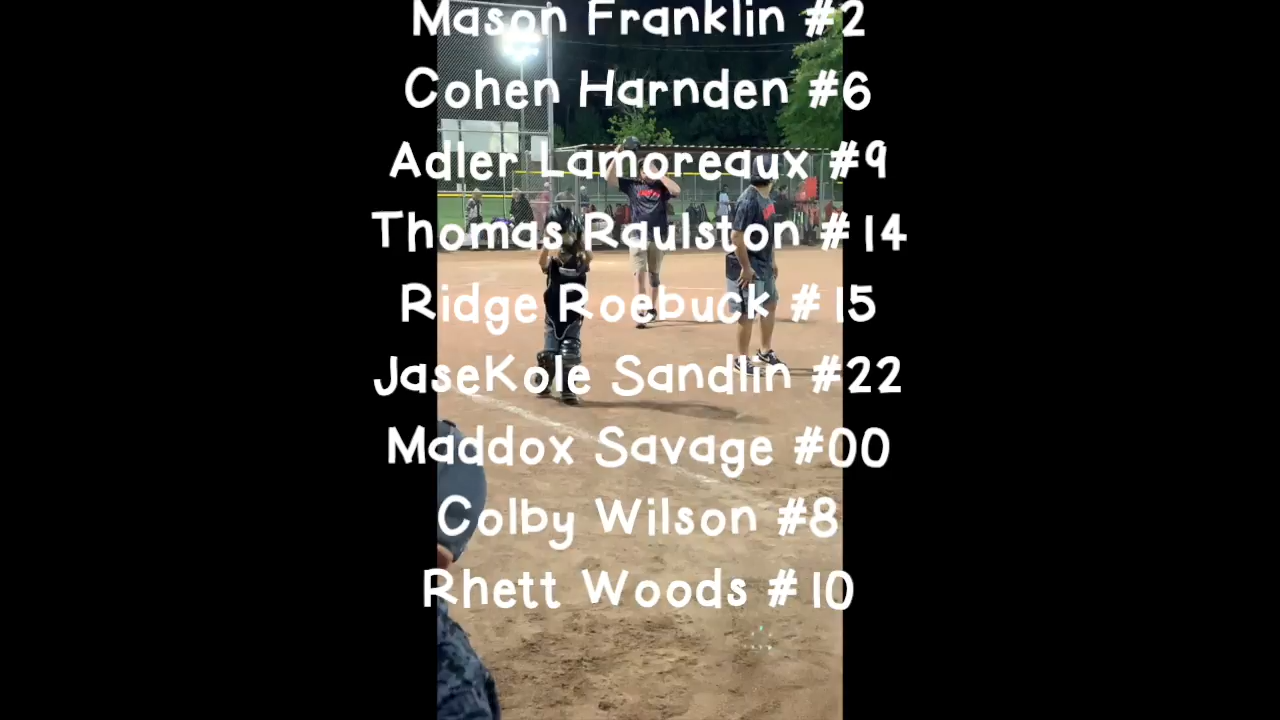 Mason Franklin #2
Cohen Harnden #6
Adler Lamoreaux #9
Thomas Raulston #14
Ridge Roebuck #15
JaseKole Sandlin #22
Maddox Savage #00
Colby Wilson #8
Rhett Woods #10